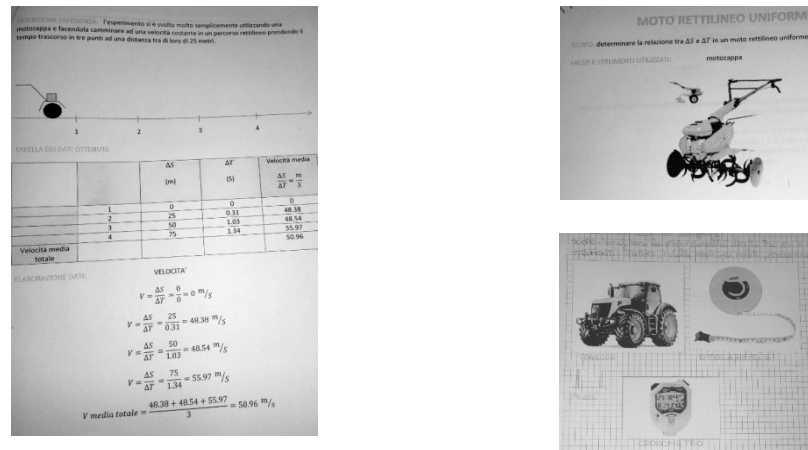 DESCRIZIONE ESPERIENZA: l'esperimento si è svolto molto semplicemente utilizzando una
motozappa e facendola camminare ad una velocità costante in un percorso rettilineo prendendo il
tempo trascorso in tre punti ad una distanza tra di loro di 25 metri.
1 2 3 4
TABELLA DEI DATI OTTENUTI:
ΔS (m) ΔT (S) Velocità media ΔS/ΔT = m/S
1 0 0 0
2 25 0.31 48.38
3 50 1.03 48.54
4 75 1.34 55.97
Velocità media totale 50.96
ELABORAZIONE DATI:
VELOCITA'
V = ΔS/ΔT = 0/0 = 0 m/S
V = ΔS/ΔT = 25/0.31 = 48.38 m/S
V = ΔS/ΔT = 50/1.03 = 48.54 m/S
V = ΔS/ΔT = 75/1.34 = 55.97 m/S
V media totale = 48.38 + 48.54 + 55.97 / 3 = 50.96 m/S
MOTO RETTILINEO UNIFORM
SCOPO: determinare la relazione tra ΔS e ΔT in un moto rettilineo uniforme
MEZZI E STRUMENTI UTILIZZATI: motozappa
CRONOMETRO